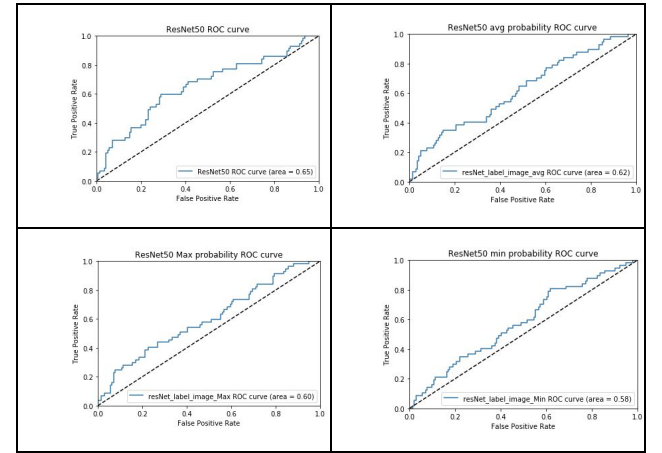 ResNet50 ROC curve
True Positive Rate
1.0
0.8
0.6
0.4
0.2
0.0
ResNet50 ROC curve (area = 0.65)
0.0 0.2 0.4 0.6 0.8 1.0
False Positive Rate
ResNet50 avg probability ROC curve
True Positive Rate
1.0
0.8
0.6
0.4
0.2
0.0
resNet_label_image_avg ROC curve (area = 0.62)
0.0 0.2 0.4 0.6 0.8 1.0
False Positive Rate
ResNet50 Max probability ROC curve
True Positive Rate
1.0
0.8
0.6
0.4
0.2
0.0
resNet_label_image_Max ROC curve (area = 0.60)
0.0 0.2 0.4 0.6 0.8 1.0
False Positive Rate
ResNet50 min probability ROC curve
True Positive Rate
1.0
0.8
0.6
0.4
0.2
0.0
resNet_label_image_Min ROC curve (area = 0.58)
0.0 0.2 0.4 0.6 0.8 1.0
False Positive Rate